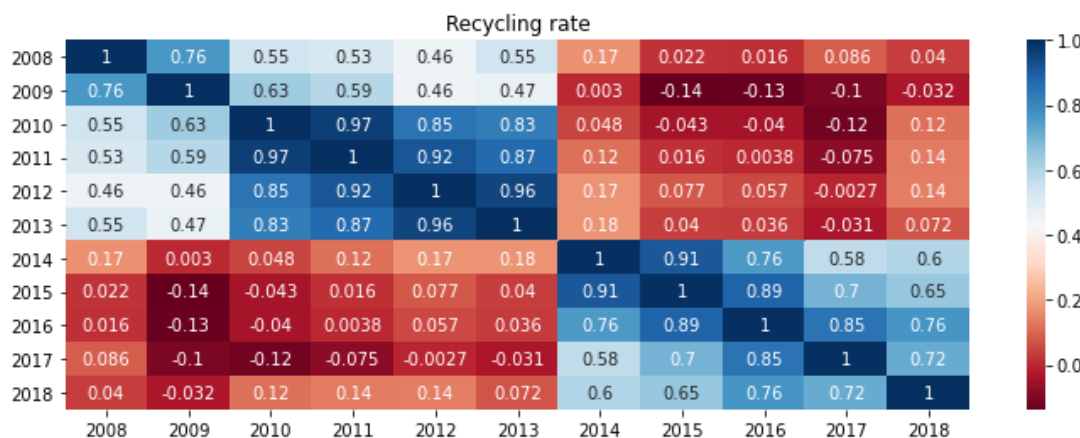 Recycling rate
2008 1 0.76 0.55 0.53 0.46 0.55 0.17 0.022 0.016 0.086 0.04
2009 0.76 1 0.63 0.59 0.46 0.47 0.003 -0.14 -0.13 -0.1 -0.032
2010 0.55 0.63 1 0.97 0.85 0.83 0.048 -0.043 -0.04 -0.12 0.12
2011 0.53 0.59 0.97 1 0.92 0.87 0.12 0.016 0.0038 -0.075 0.14
2012 0.46 0.46 0.85 0.92 1 0.96 0.17 0.077 0.057 -0.0027 0.14
2013 0.55 0.47 0.83 0.87 0.96 1 0.18 0.04 0.036 -0.031 0.072
2014 0.17 0.003 0.048 0.12 0.17 0.18 1 0.91 0.76 0.58 0.6
2015 0.022 -0.14 -0.043 0.016 0.077 0.04 0.91 1 0.89 0.7 0.65
2016 0.016 -0.13 -0.04 0.0038 0.057 0.036 0.76 0.89 1 0.85 0.76
2017 0.086 -0.1 -0.12 -0.075 -0.0027 -0.031 0.58 0.7 0.85 1 0.72
2018 0.04 -0.032 0.12 0.14 0.14 0.072 0.6 0.65 0.76 0.72 1
2008 2009 2010 2011 2012 2013 2014 2015 2016 2017 2018
1.0
0.8
0.6
0.4
0.2
0.0